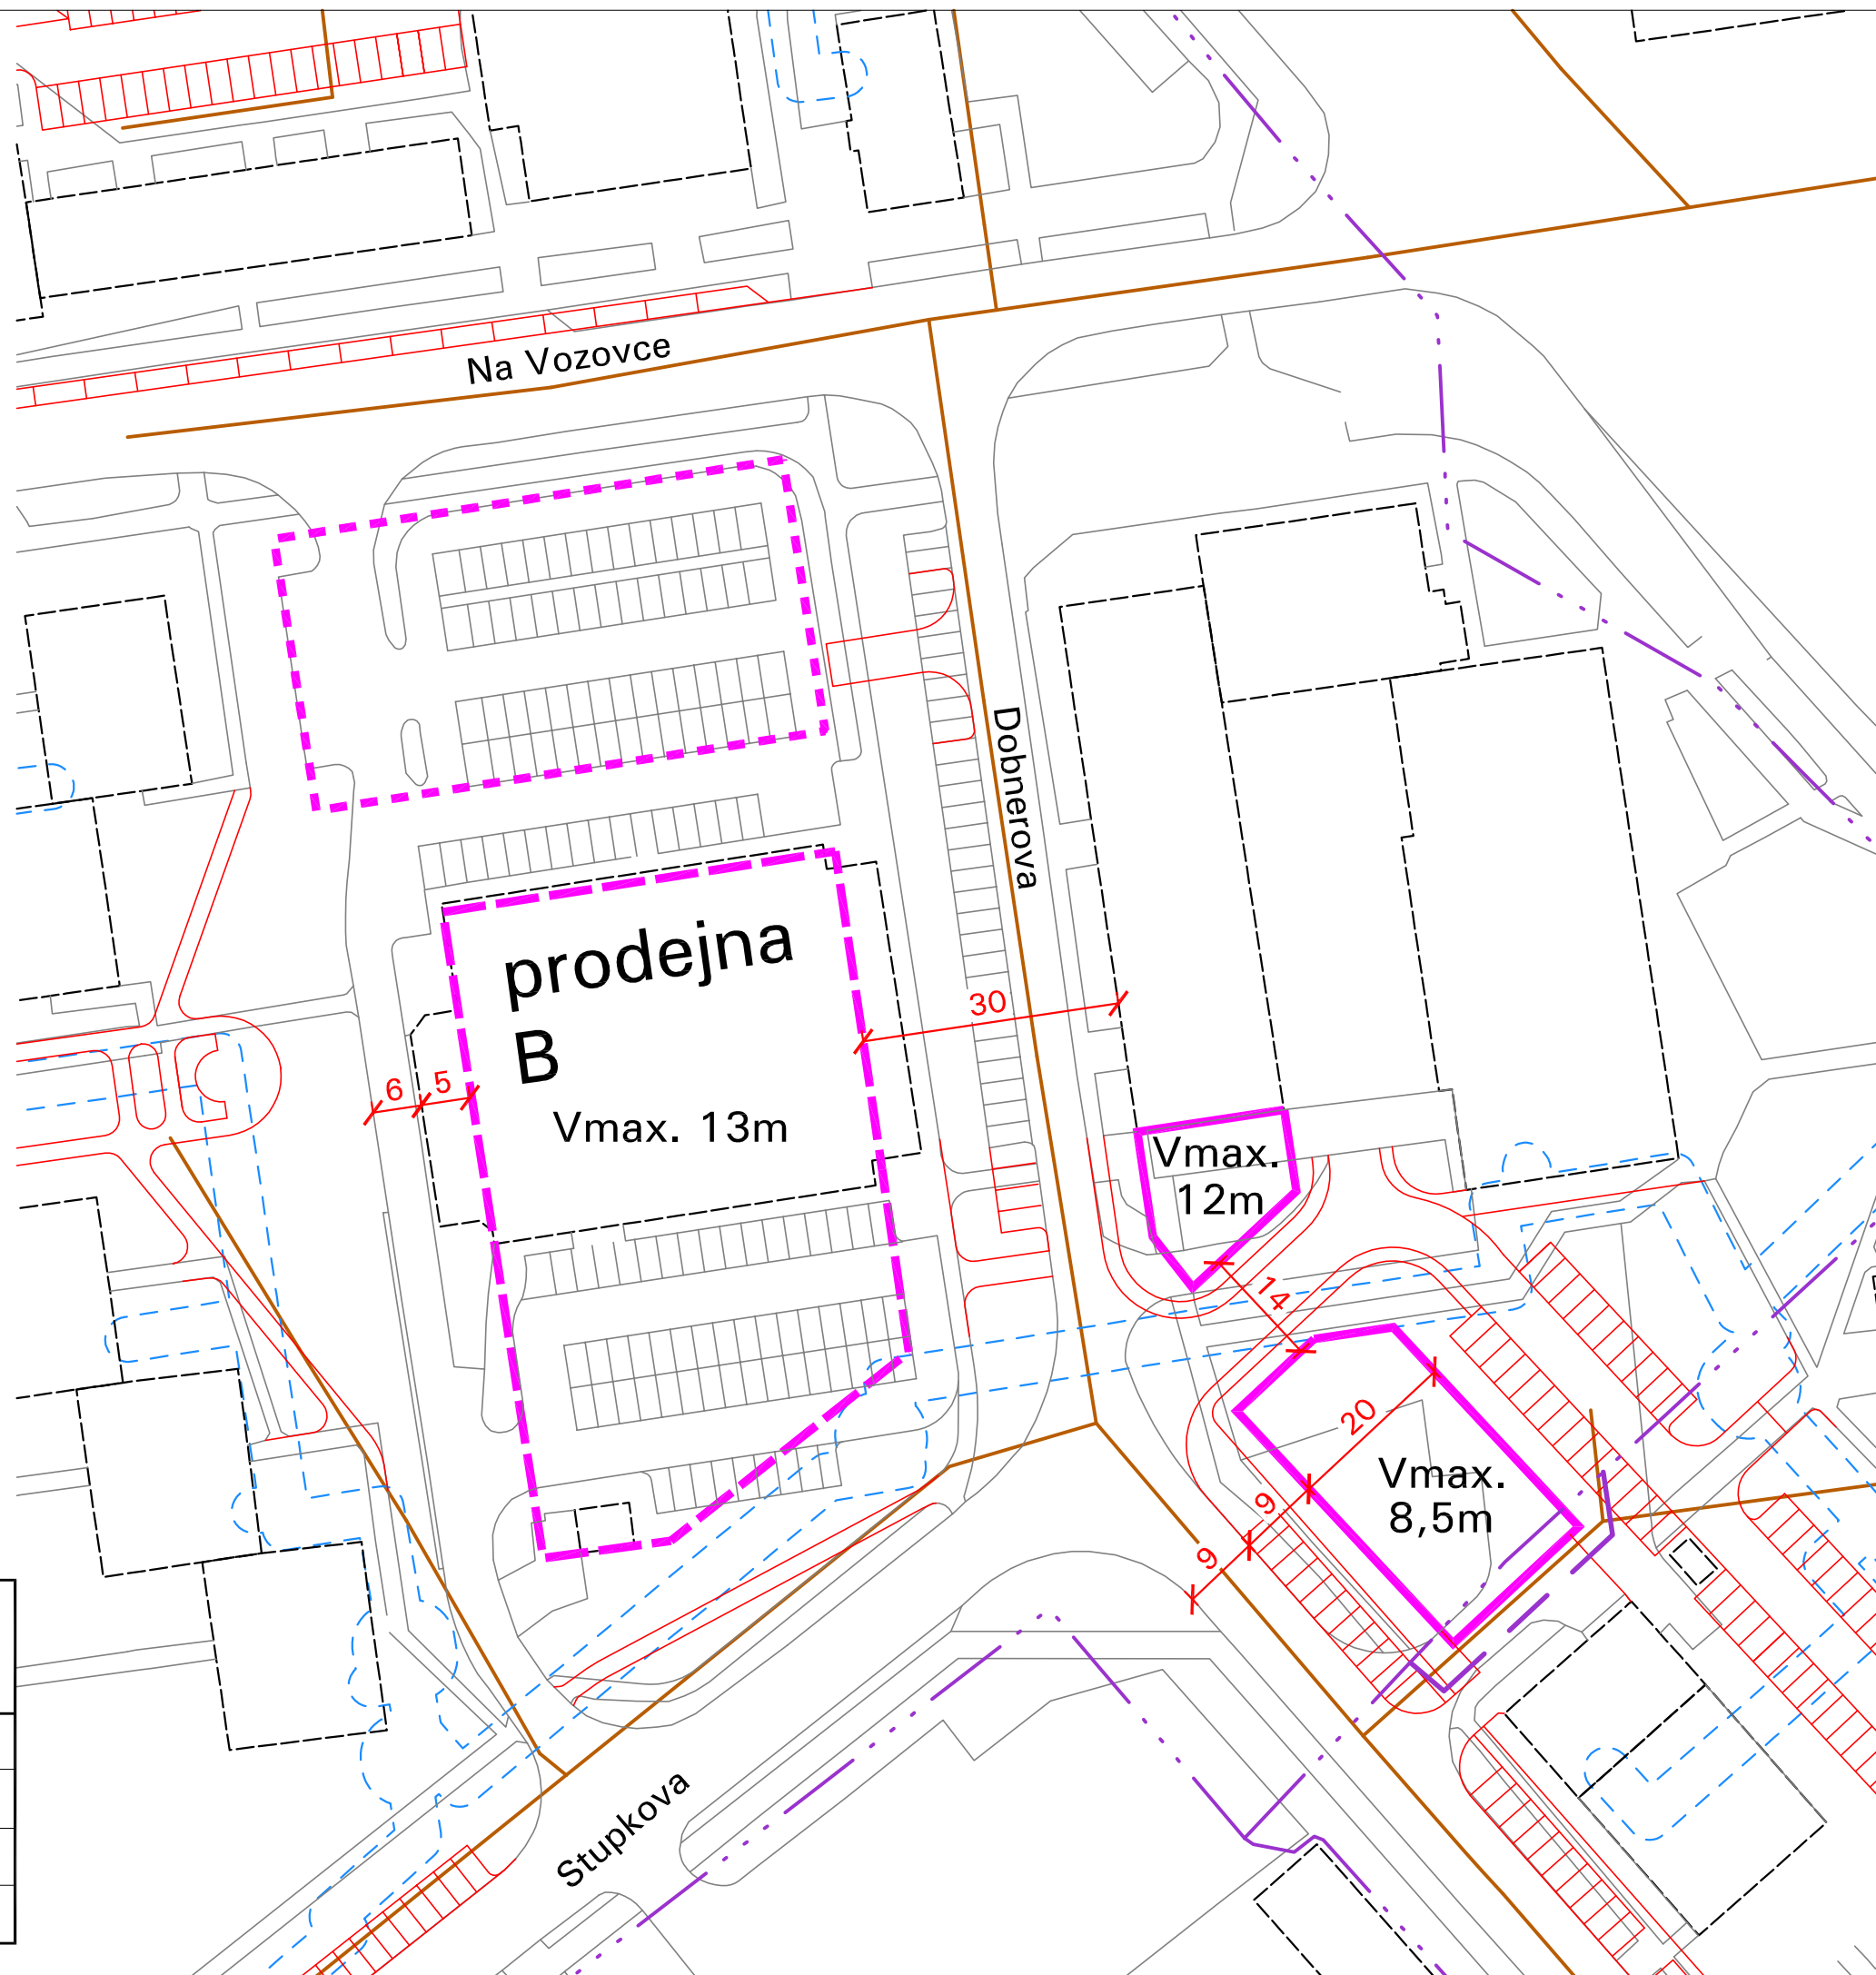 Na Vozovce
Dobnerova
prodejna
B
Vmax. 13m
30
6
5
Vmax.
12m
14
20
Vmax.
8,5m
9
9
Stupkova